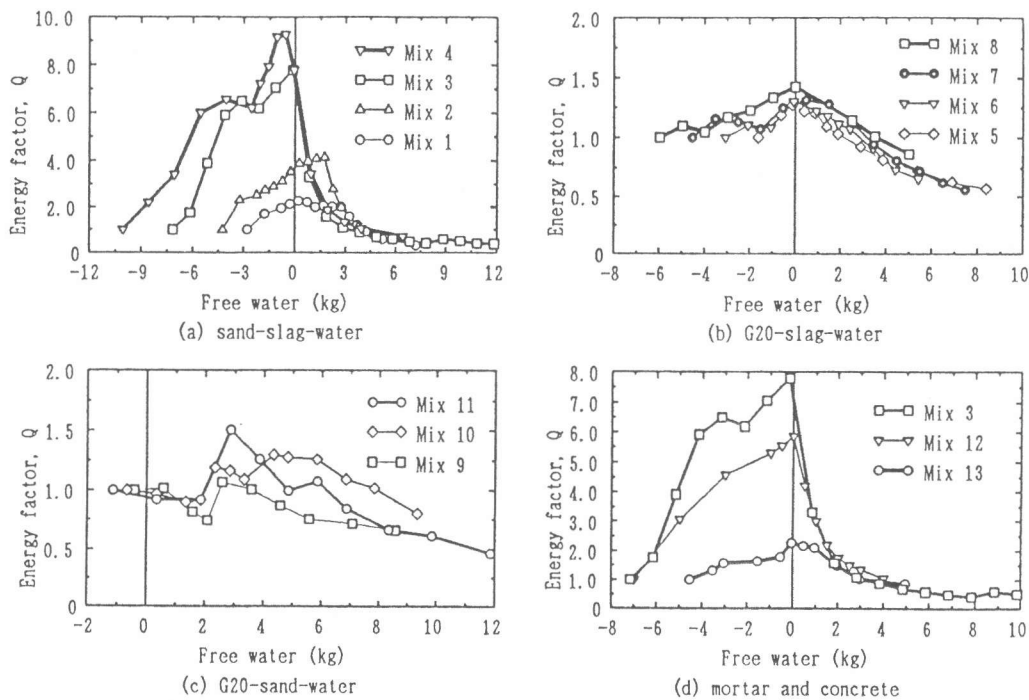 Energy factor, Q
10.0
8.0
6.0
4.0
2.0
0
Mix 4
Mix 3
Mix 2
Mix 1
-12 -9 -6 -3 0 3 6 9 12
Free water (kg)
(a) sand-slag-water
Energy factor, Q
2.0
1.5
1.0
0.5
0
Mix 8
Mix 7
Mix 6
Mix 5
-8 -6 -4 -2 0 2 4 6 8 10
Free water (kg)
(b) G20-slag-water
Energy factor, Q
2.0
1.5
1.0
0.5
0
Mix 11
Mix 10
Mix 9
-2 0 2 4 6 8 10 12
Free water (kg)
(c) G20-sand-water
Energy factor, Q
8.0
7.0
6.0
5.0
4.0
3.0
2.0
1.0
0
Mix 3
Mix 12
Mix 13
-8 -6 -4 -2 0 2 4 6 8 10
Free water (kg)
(d) mortar and concrete